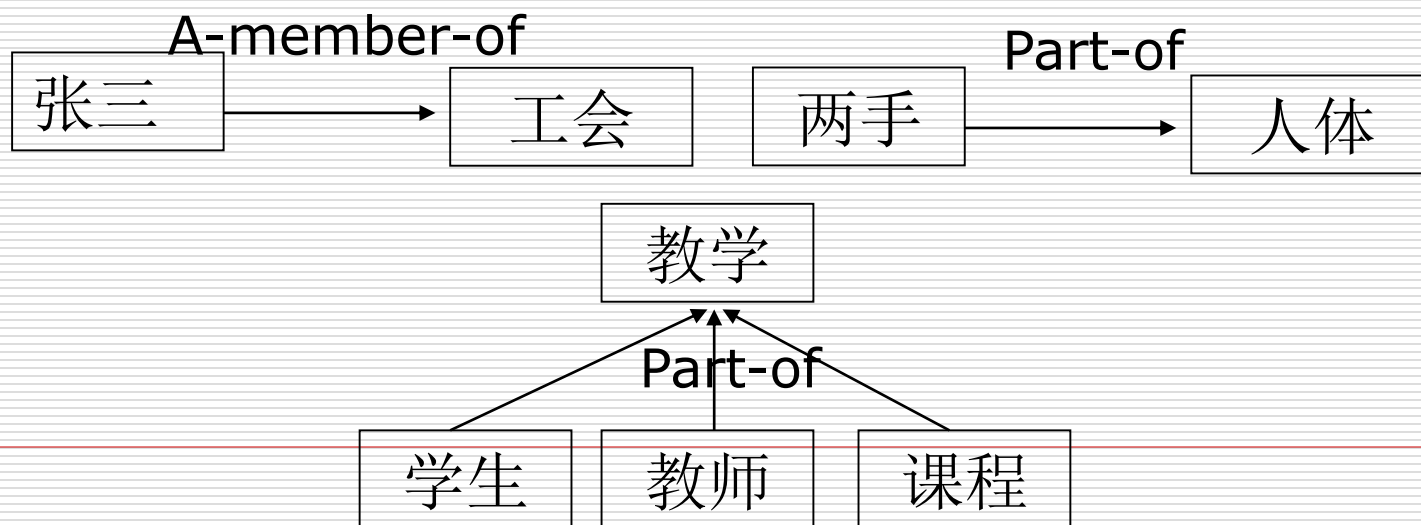 A-member-of
Part-of
张三
工会
两手
人体
教学
Part-of
学生
教师
课程